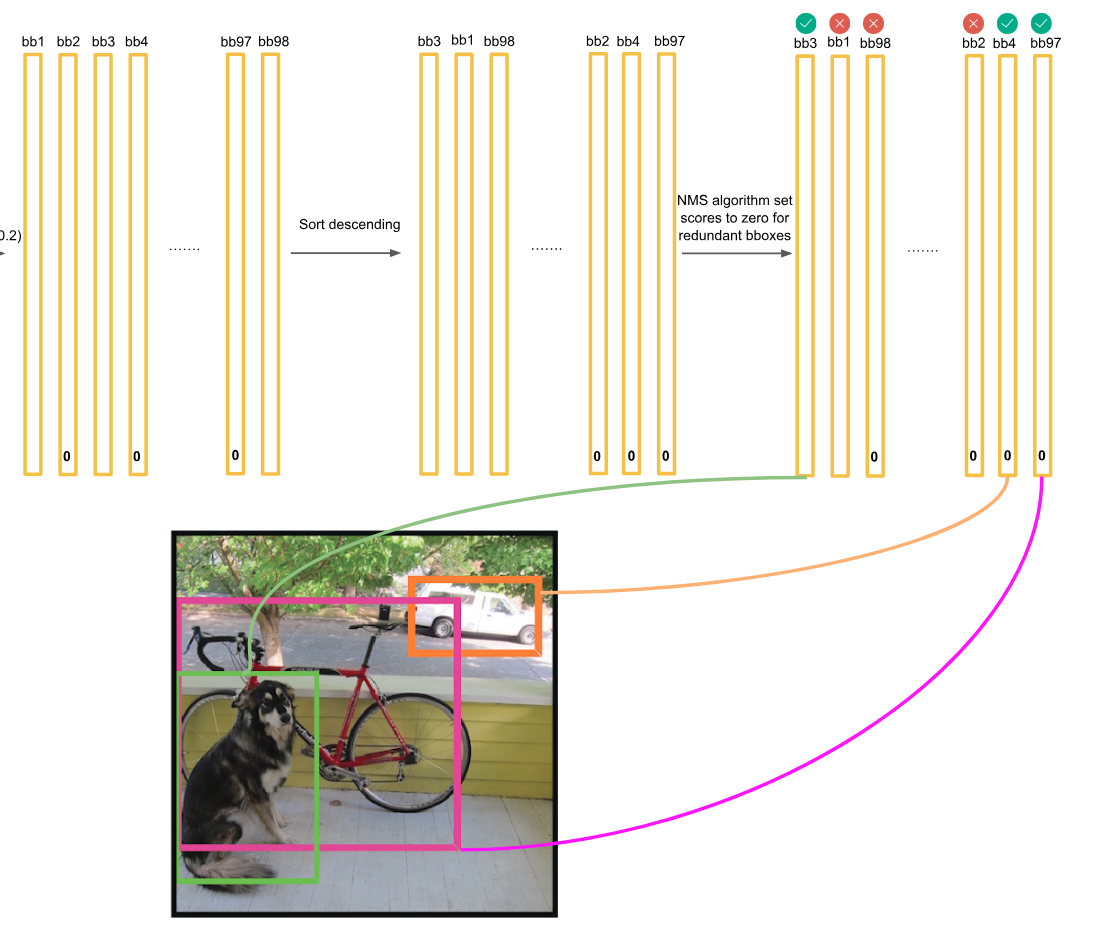 bb1 bb2 bb3 bb4 bb97 bb98 bb3 bb1 bb98 bb2 bb4 bb97 bb3 bb1 bb98 bb2 bb4 bb97
0.2)
.......
Sort descending
.......
NMS algorithm set
scores to zero for
redundant bboxes
.......
0 0 0 0 0 0 0 0 0 0